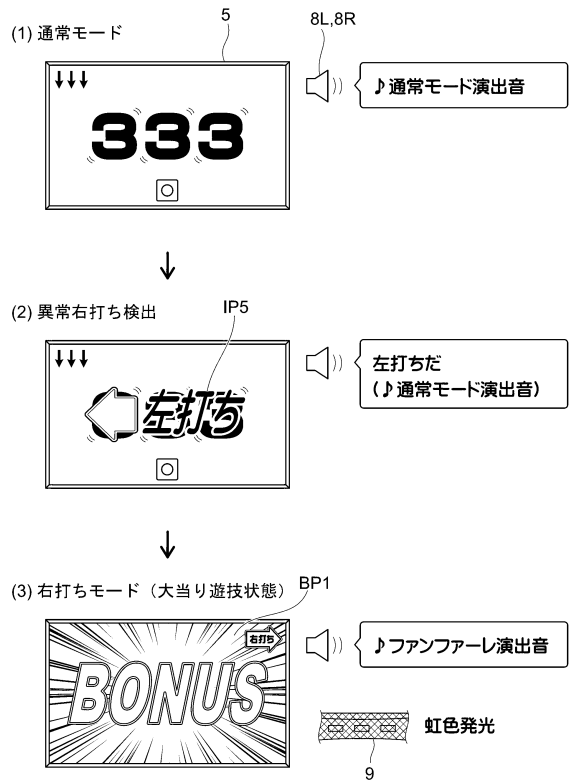 (1) 通常モード
5
8L,8R
↓↓↓
333
♪通常モード演出音
(2) 異常右打ち検出
IP5
↓↓↓
左打ち
左打ちだ
(♪通常モード演出音)
(3) 右打ちモード（大当り遊技状態）
BP1
右打ち
BONUS
♪ファンファーレ演出音
虹色発光
9